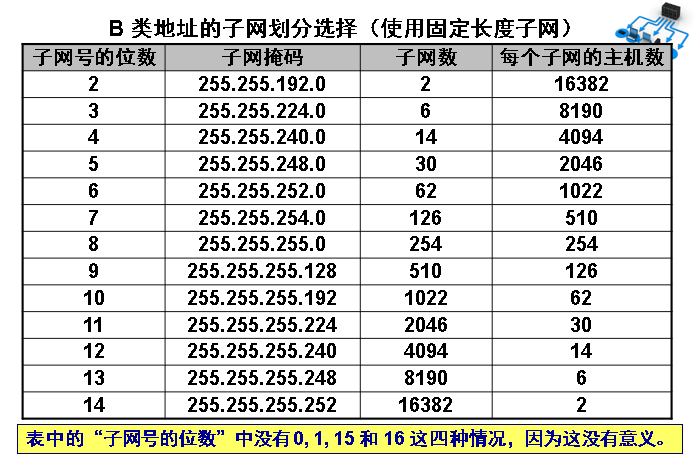 B 类地址的子网划分选择（使用固定长度子网）
子网号的位数 子网掩码 子网数 每个子网的主机数
2 255.255.192.0 2 16382
3 255.255.224.0 6 8190
4 255.255.240.0 14 4094
5 255.255.248.0 30 2046
6 255.255.252.0 62 1022
7 255.255.254.0 126 510
8 255.255.255.0 254 254
9 255.255.255.128 510 126
10 255.255.255.192 1022 62
11 255.255.255.224 2046 30
12 255.255.255.240 4094 14
13 255.255.255.248 8190 6
14 255.255.255.252 16382 2
表中的“子网号的位数”中没有 0, 1, 15 和 16 这四种情况，因为这没有意义。